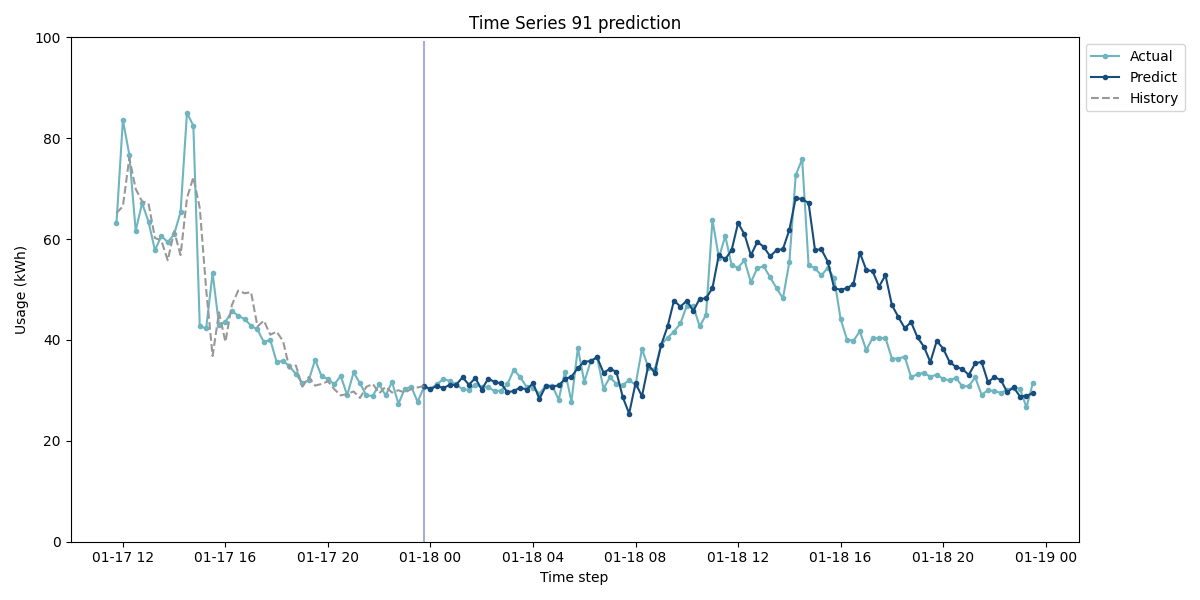 Time Series 91 prediction
100
80
60
40
20
0
Usage (kWh)
01-17 12
01-17 16
01-17 20
01-18 00
01-18 04
01-18 08
01-18 12
01-18 16
01-18 20
01-19 00
Time step
Actual
Predict
History